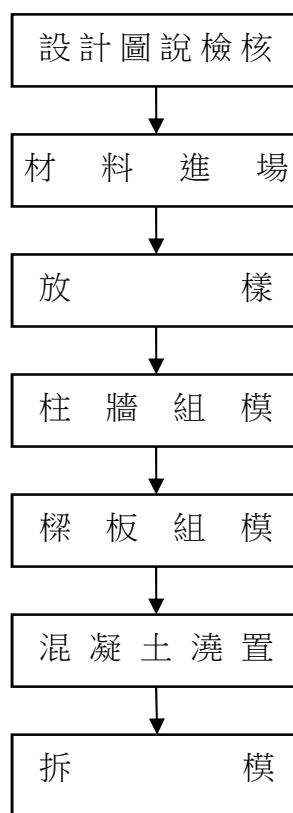 設計圖說檢核
材料進場
放樣
柱牆組模
樑板組模
混凝土澆置
拆模